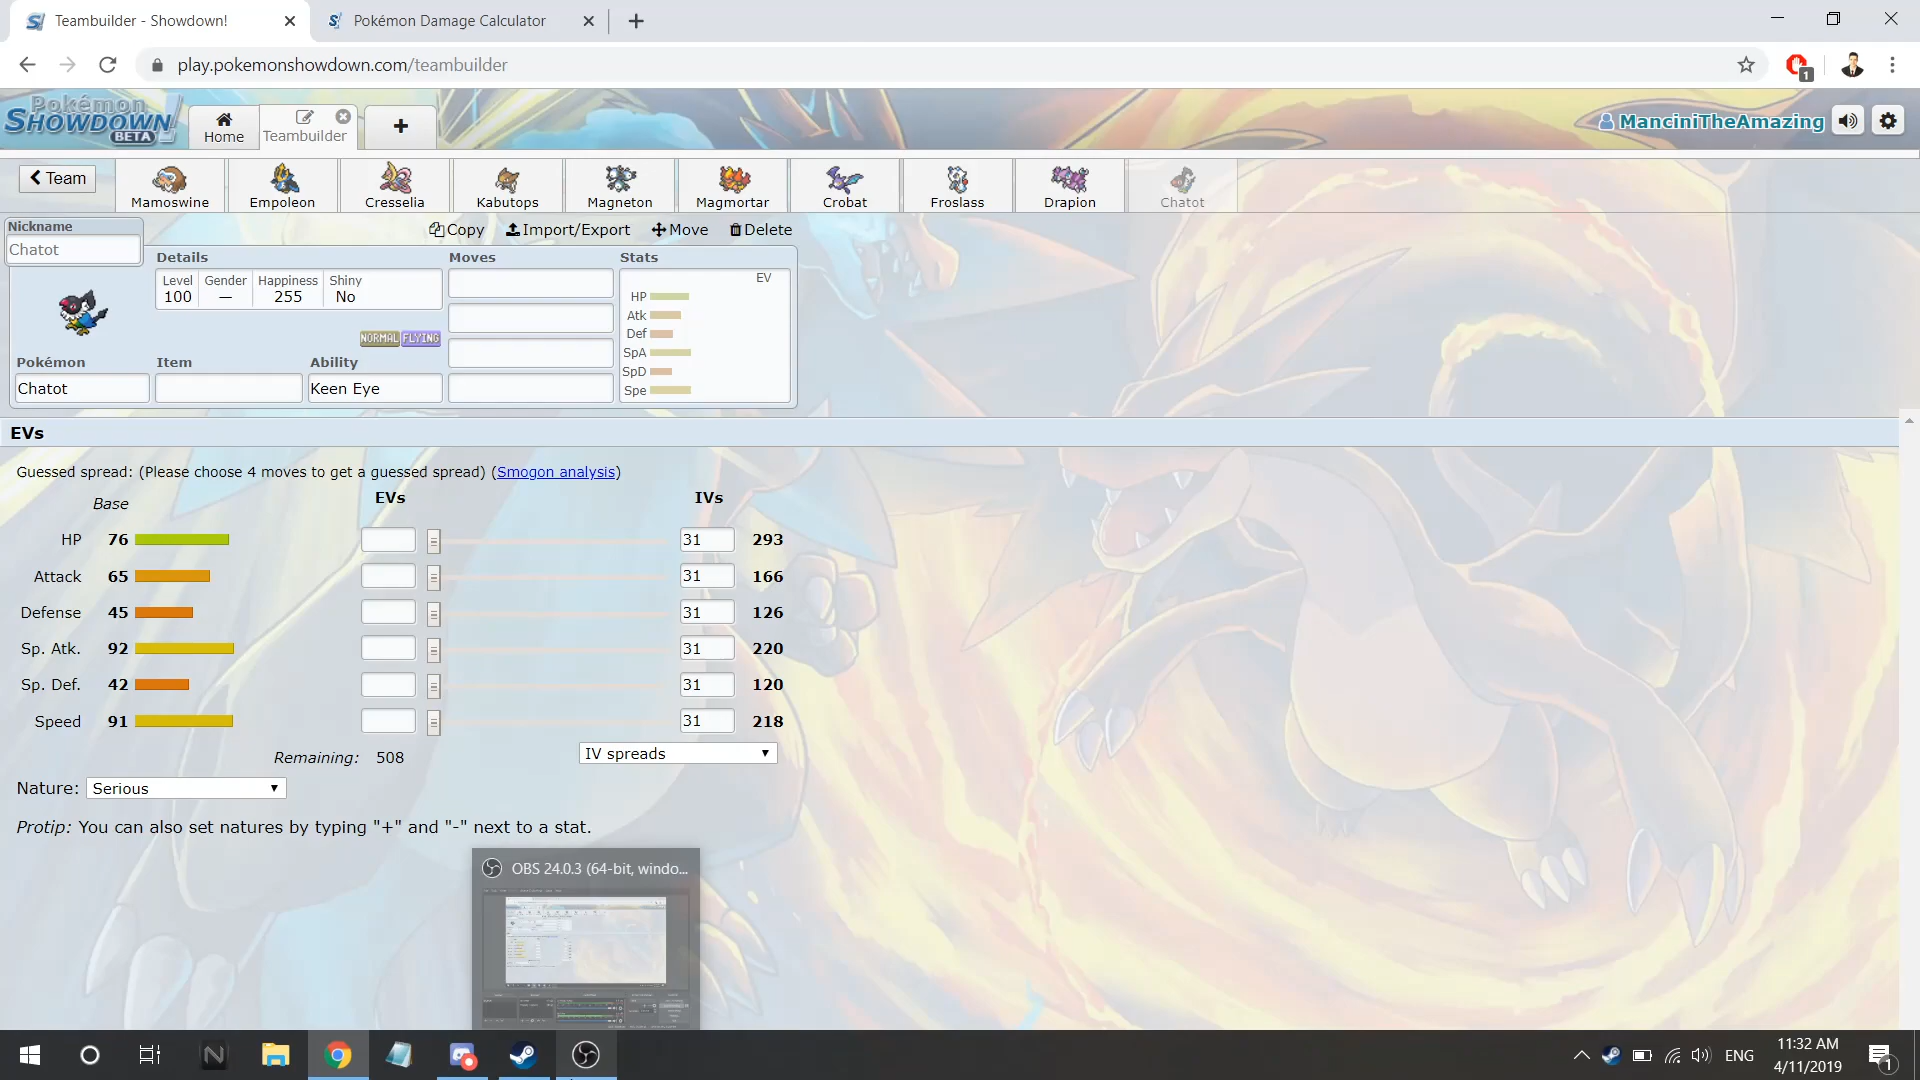 Teambuilder - Showdown!
Pokémon Damage Calculator
play.pokemonshowdown.com/teambuilder
1
Pokémon
SHOWDOWN!
BETA
Home
Teambuilder
ManciniTheAmazing
Team
Mamoswine
Empoleon
Cresselia
Kabutops
Magneton
Magmortar
Crobat
Froslass
Drapion
Chatot
Nickname
Chatot
Copy
Import/Export
Move
Delete
Details
Moves
Stats
Level
Gender
Happiness
Shiny
100
—
255
No
EV
HP
Atk
Def
SpA
SpD
Spe
NORMAL
FLYING
Pokémon
Item
Ability
Chatot
Keen Eye
EVs
Guessed spread: (Please choose 4 moves to get a guessed spread) (Smogon analysis)
Base
EVs
IVs
HP 76 31 293
Attack 65 31 166
Defense 45 31 126
Sp. Atk. 92 31 220
Sp. Def. 42 31 120
Speed 91 31 218
Remaining: 508
IV spreads
Nature: Serious
Protip: You can also set natures by typing "+" and "-" next to a stat.
OBS 24.0.3 (64-bit, windo...
ENG
11:32 AM
4/11/2019
1